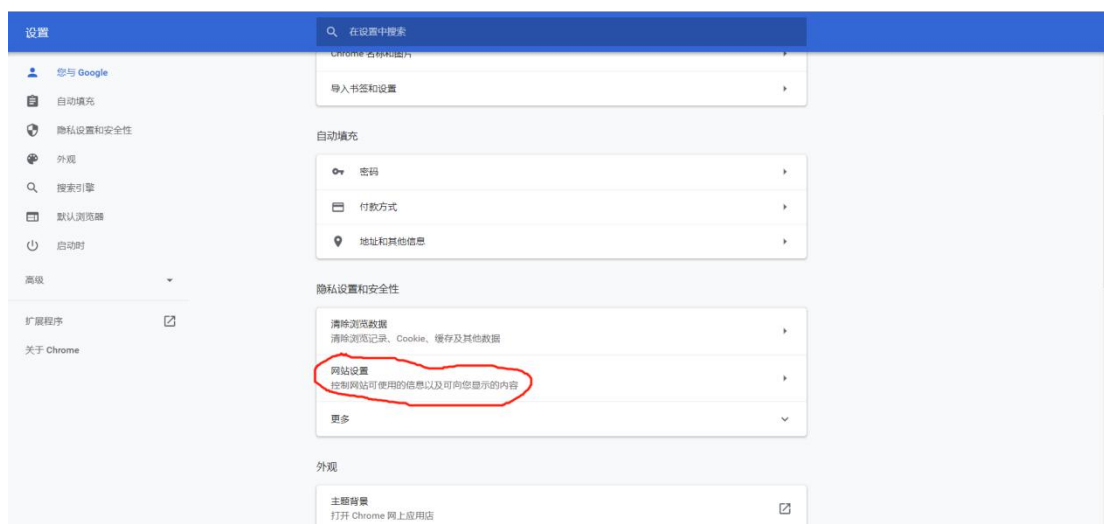 设置
在设置中搜索
您与 Google
自动填充
隐私设置和安全性
外观
搜索引擎
默认浏览器
启动时
高级
扩展程序
关于 Chrome
Chrome 名称和图片
导入书签和设置
自动填充
密码
付款方式
地址和其他信息
隐私设置和安全性
清除浏览数据
清除浏览记录、Cookie、缓存及其他数据
网站设置
控制网站可使用的信息以及可向您显示的内容
更多
外观
主题背景
打开 Chrome 网上应用店